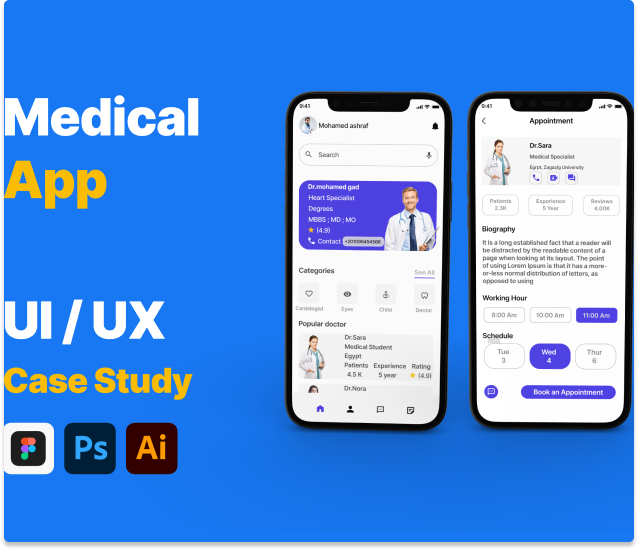 Medical
App
UI / UX
Case Study
Ps
Ai
9:41
Mohamed ashraf
Search
Dr.mohamed gad
Heart Specialist
Degrees
MBBS ; MD ; MO
(4.9)
Contact +201096454568
Categories
See All
Cardelogist Eyes Child Dental
Popular doctor
Dr.Sara
Medical Student
Egypt
Patients Experience Rating
4.5 K 5 year (4.9)
Dr.Nora
9:41
Appointment
Dr.Sara
Medical Specialist
Egypt, Zagazig University
Patients Experience Reviews
2.3K 5 Year 4.00K
Biography
It is a long established fact that a reader will
be distracted by the readable content of a
page when looking at its layout. The point
of using Lorem Ipsum is that it has a more-
or-less normal distribution of letters, as
opposed to using
Working Hour
8:00 Am 10:00 Am 11:00 Am
Schedule
Tue Wed Thur
3 4 6
Book an Appointment